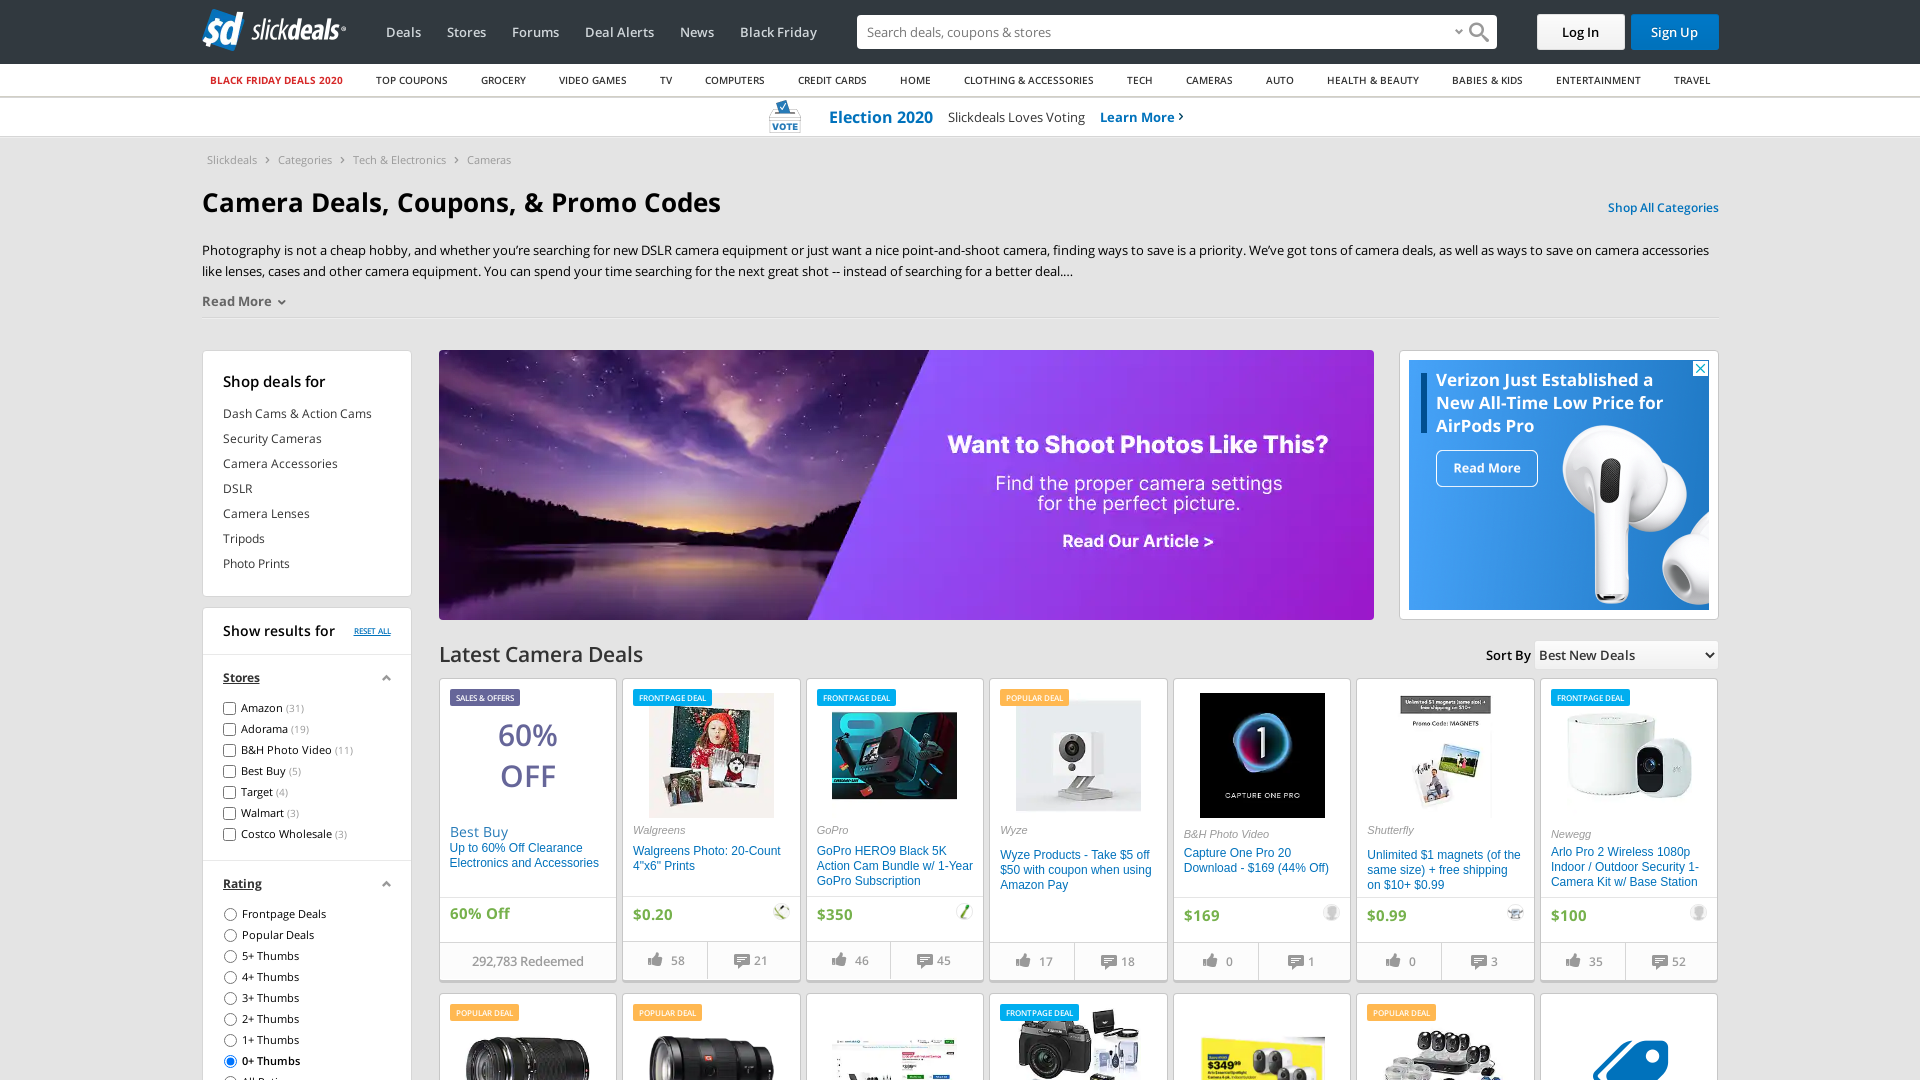 slickdeals
Deals
Stores
Forums
Deal Alerts
News
Black Friday
Search deals, coupons & stores
Log In
Sign Up
BLACK FRIDAY DEALS 2020
TOP COUPONS
GROCERY
VIDEO GAMES
TV
COMPUTERS
CREDIT CARDS
HOME
CLOTHING & ACCESSORIES
TECH
CAMERAS
AUTO
HEALTH & BEAUTY
BABIES & KIDS
ENTERTAINMENT
TRAVEL
VOTE
Election 2020 Slickdeals Loves Voting Learn More
Slickdeals > Categories > Tech & Electronics > Cameras
Camera Deals, Coupons, & Promo Codes
Shop All Categories
Photography is not a cheap hobby, and whether you’re searching for new DSLR camera equipment or just want a nice point-and-shoot camera, finding ways to save is a priority. We’ve got tons of camera deals, as well as ways to save on camera accessories
like lenses, cases and other camera equipment. You can spend your time searching for the next great shot -- instead of searching for a better deal....
Read More
Shop deals for
Dash Cams & Action Cams
Security Cameras
Camera Accessories
DSLR
Camera Lenses
Tripods
Photo Prints
Want to Shoot Photos Like This?
Find the proper camera settings
for the perfect picture.
Read Our Article >
Verizon Just Established a
New All-Time Low Price for
AirPods Pro
Read More
Show results for
RESET ALL
Stores
Amazon (31)
Adorama (19)
B&H Photo Video (11)
Best Buy (5)
Target (4)
Walmart (3)
Costco Wholesale (3)
Rating
Frontpage Deals
Popular Deals
5+ Thumbs
4+ Thumbs
3+ Thumbs
2+ Thumbs
1+ Thumbs
0+ Thumbs
Latest Camera Deals
Sort By Best New Deals
SALES & OFFERS
60%
OFF
Best Buy
Up to 60% Off Clearance
Electronics and Accessories
60% Off
292,783 Redeemed
FRONTPAGE DEAL
Walgreens
Walgreens Photo: 20-Count
4"x6" Prints
$0.20
58
21
FRONTPAGE DEAL
GoPro
GoPro HERO9 Black 5K
Action Cam Bundle w/ 1-Year
GoPro Subscription
$350
46
45
POPULAR DEAL
Wyze
Wyze Products - Take $5 off
$50 with coupon when using
Amazon Pay
17
18
1
CAPTURE ONE PRO
B&H Photo Video
Capture One Pro 20
Download - $169 (44% Off)
$169
0
1
Unlimited $1 magnets (same size) +
free shipping on $10+
Promo Code: MAGNETS
Hello!
Shutterfly
Unlimited $1 magnets (of the
same size) + free shipping
on $10+ $0.99
$0.99
0
3
FRONTPAGE DEAL
Newegg
Arlo Pro 2 Wireless 1080p
Indoor / Outdoor Security 1-
Camera Kit w/ Base Station
$100
35
52
POPULAR DEAL
POPULAR DEAL
FRONTPAGE DEAL
$349⁹⁹
POPULAR DEAL